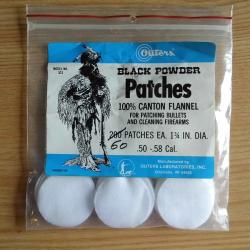 Outers
BLACK POWDER
Patches
100% CANTON FLANNEL
FOR PATCHING BULLETS
AND CLEANING FIREARMS
200 PATCHES EA. 1¾ IN. DIA.
60 .50 -.58 Cal.
Manufactured by
OUTERS LABORATORIES, INC.